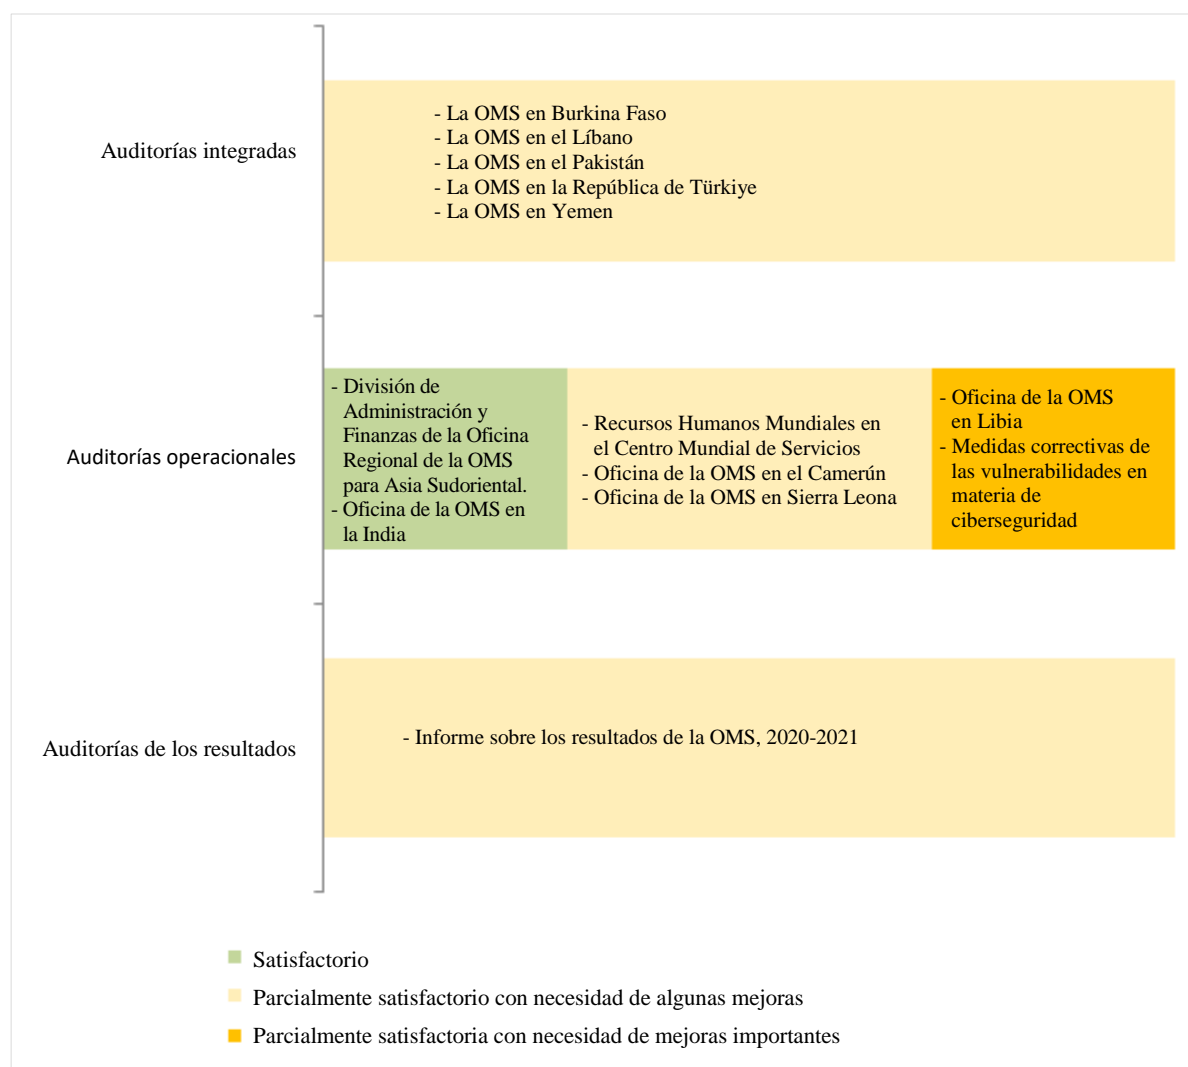 Auditorías integradas
- La OMS en Burkina Faso
- La OMS en el Líbano
- La OMS en el Pakistán
- La OMS en la República de Türkiye
- La OMS en Yemen
Auditorías operacionales
- División de
Administración y
Finanzas de la Oficina
Regional de la OMS
para Asia Sudoriental.
- Oficina de la OMS en
la India
- Recursos Humanos Mundiales en
el Centro Mundial de Servicios
- Oficina de la OMS en el Camerún
- Oficina de la OMS en Sierra Leona
- Oficina de la OMS
en Libia
- Medidas correctivas de
las vulnerabilidades en
materia de
ciberseguridad
Auditorías de los resultados
- Informe sobre los resultados de la OMS, 2020-2021
Satisfactorio
Parcialmente satisfactorio con necesidad de algunas mejoras
Parcialmente satisfactoria con necesidad de mejoras importantes